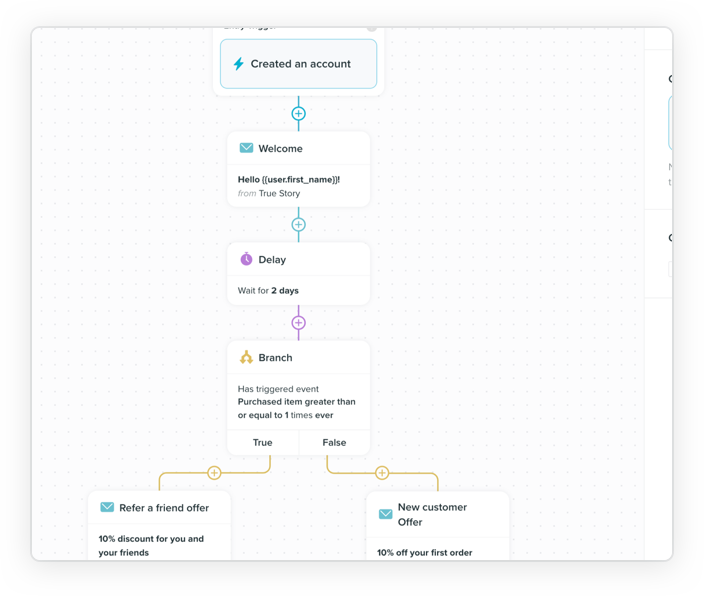 Created an account
Welcome
Hello {{user.first_name}}!
from True Story
Delay
Wait for 2 days
Branch
Has triggered event
Purchased item greater than
or equal to 1 times ever
True False
Refer a friend offer
10% discount for you and
your friends
New customer
Offer
10% off your first order